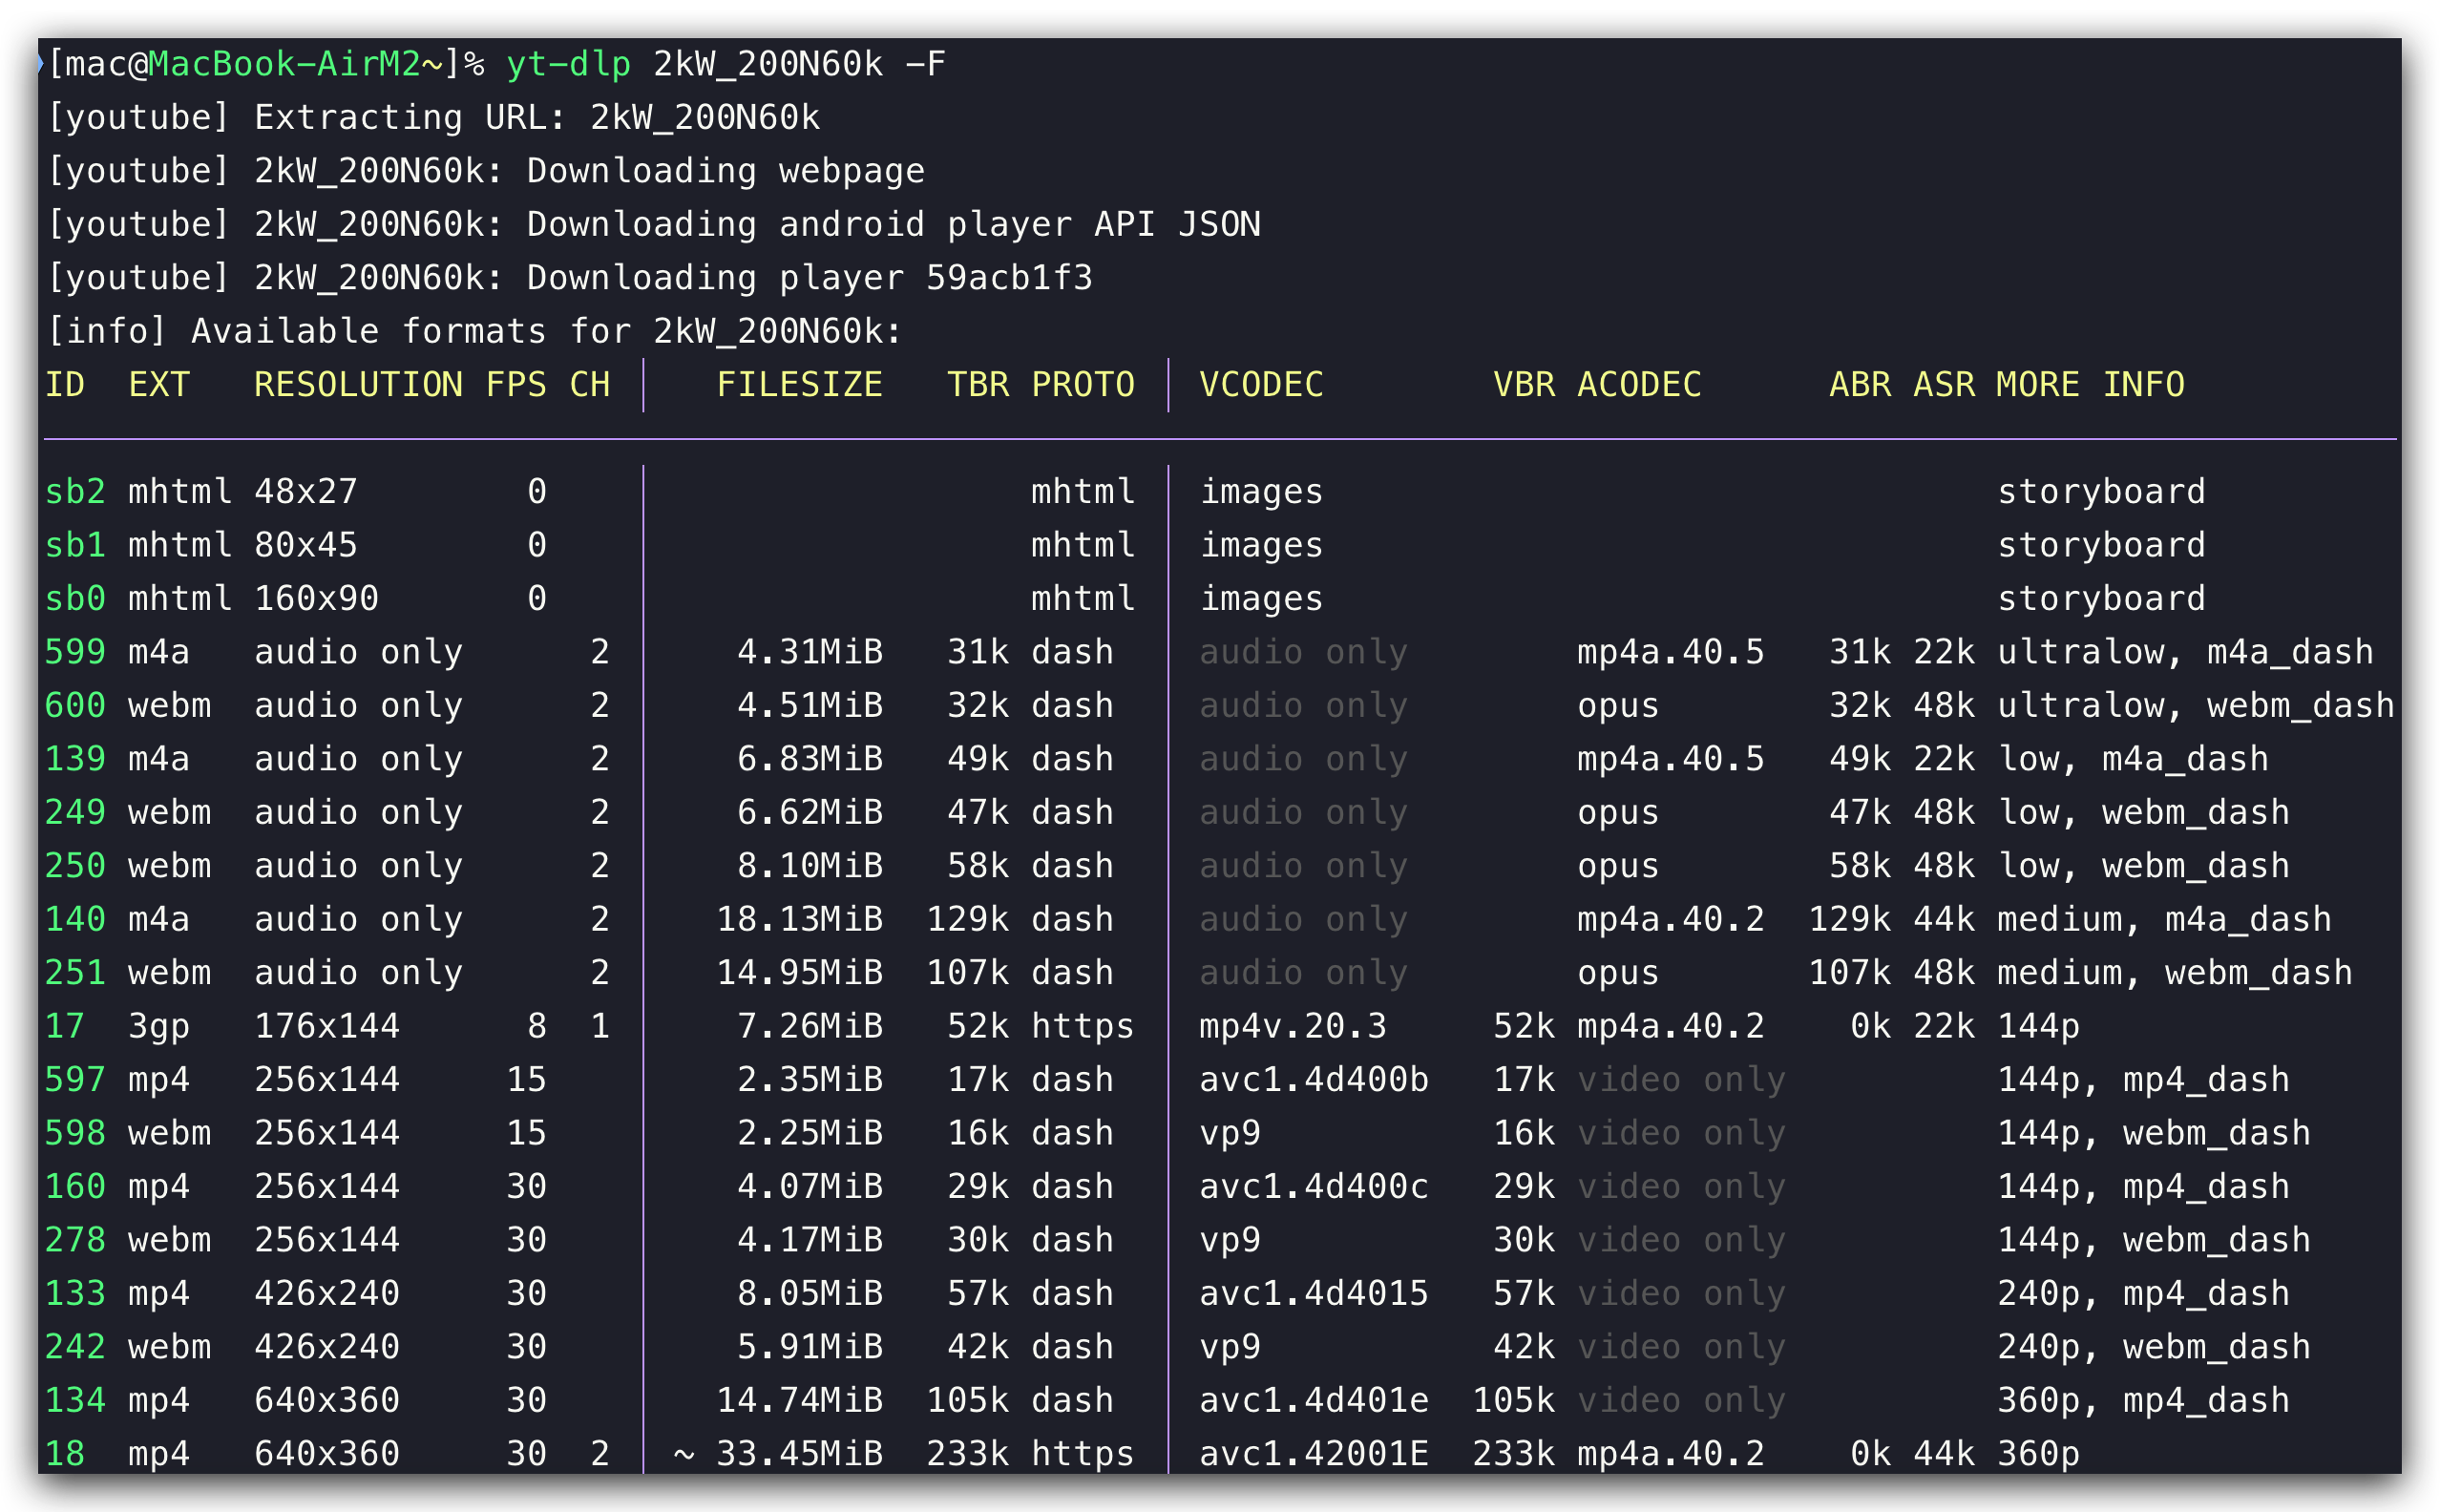 [mac@MacBook-AirM2~]% yt-dlp 2kW_200N60k -F
[youtube] Extracting URL: 2kW_200N60k
[youtube] 2kW_200N60k: Downloading webpage
[youtube] 2kW_200N60k: Downloading android player API JSON
[youtube] 2kW_200N60k: Downloading player 59acb1f3
[info] Available formats for 2kW_200N60k:
ID EXT RESOLUTION FPS CH FILESIZE TBR PROTO VCODEC VBR ACODEC ABR ASR MORE INFO
sb2 mhtml 48x27 0 mhtml images storyboard
sb1 mhtml 80x45 0 mhtml images storyboard
sb0 mhtml 160x90 0 mhtml images storyboard
599 m4a audio only 2 4.31MiB 31k dash audio only mp4a.40.5 31k 22k ultralow, m4a_dash
600 webm audio only 2 4.51MiB 32k dash audio only opus 32k 48k ultralow, webm_dash
139 m4a audio only 2 6.83MiB 49k dash audio only mp4a.40.5 49k 22k low, m4a_dash
249 webm audio only 2 6.62MiB 47k dash audio only opus 47k 48k low, webm_dash
250 webm audio only 2 8.10MiB 58k dash audio only opus 58k 48k low, webm_dash
140 m4a audio only 2 18.13MiB 129k dash audio only mp4a.40.2 129k 44k medium, m4a_dash
251 webm audio only 2 14.95MiB 107k dash audio only opus 107k 48k medium, webm_dash
17 3gp 176x144 8 1 7.26MiB 52k https mp4v.20.3 52k mp4a.40.2 0k 22k 144p
597 mp4 256x144 15 2.35MiB 17k dash avc1.4d400b 17k video only 144p, mp4_dash
598 webm 256x144 15 2.25MiB 16k dash vp9 16k video only 144p, webm_dash
160 mp4 256x144 30 4.07MiB 29k dash avc1.4d400c 29k video only 144p, mp4_dash
278 webm 256x144 30 4.17MiB 30k dash vp9 30k video only 144p, webm_dash
133 mp4 426x240 30 8.05MiB 57k dash avc1.4d4015 57k video only 240p, mp4_dash
242 webm 426x240 30 5.91MiB 42k dash vp9 42k video only 240p, webm_dash
134 mp4 640x360 30 14.74MiB 105k dash avc1.4d401e 105k video only 360p, mp4_dash
18 mp4 640x360 30 2 ~ 33.45MiB 233k https avc1.42001E 233k mp4a.40.2 0k 44k 360p